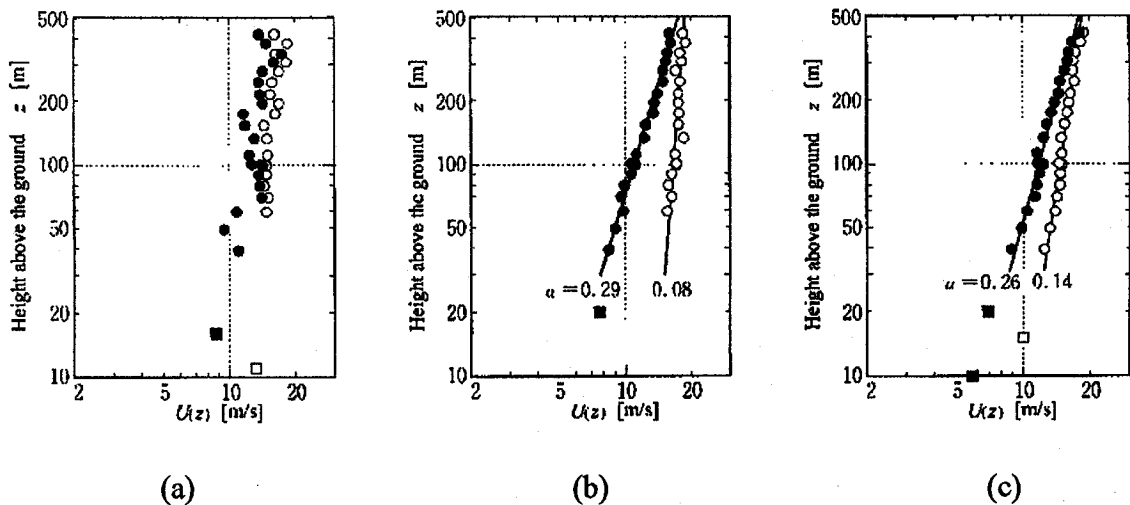 500
200
100
50
20
10
2 5 10 20
U(z) [m/s]
Height above the ground z [m]
(a)
500
200
100
50
20
10
2 5 10 20
U(z) [m/s]
Height above thc ground z [m]
α=0.29 0.08
(b)
500
200
100
50
20
10
2 5 10 20
U(z) [m/s]
Height above the ground z [m]
α=0.26 0.14
(c)